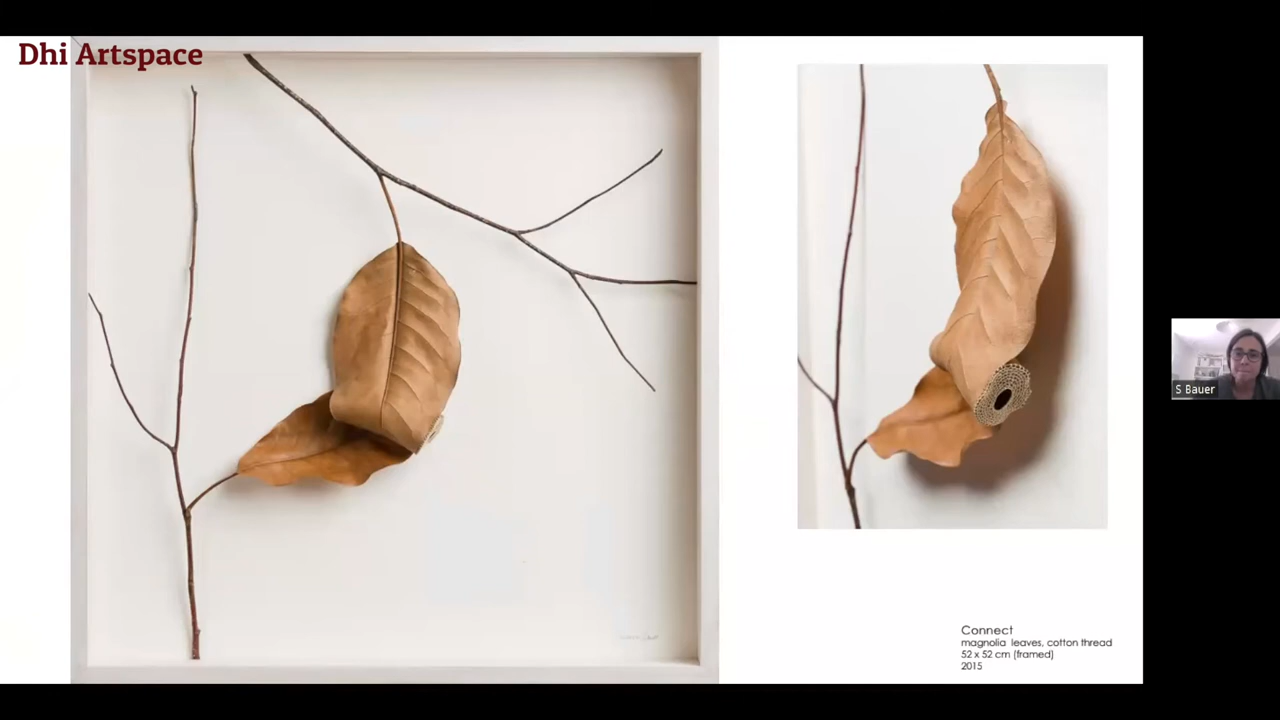 Dhi Artspace
S Bauer
Connect
magnolia leaves, cotton thread
52 x 52 cm (framed)
2015